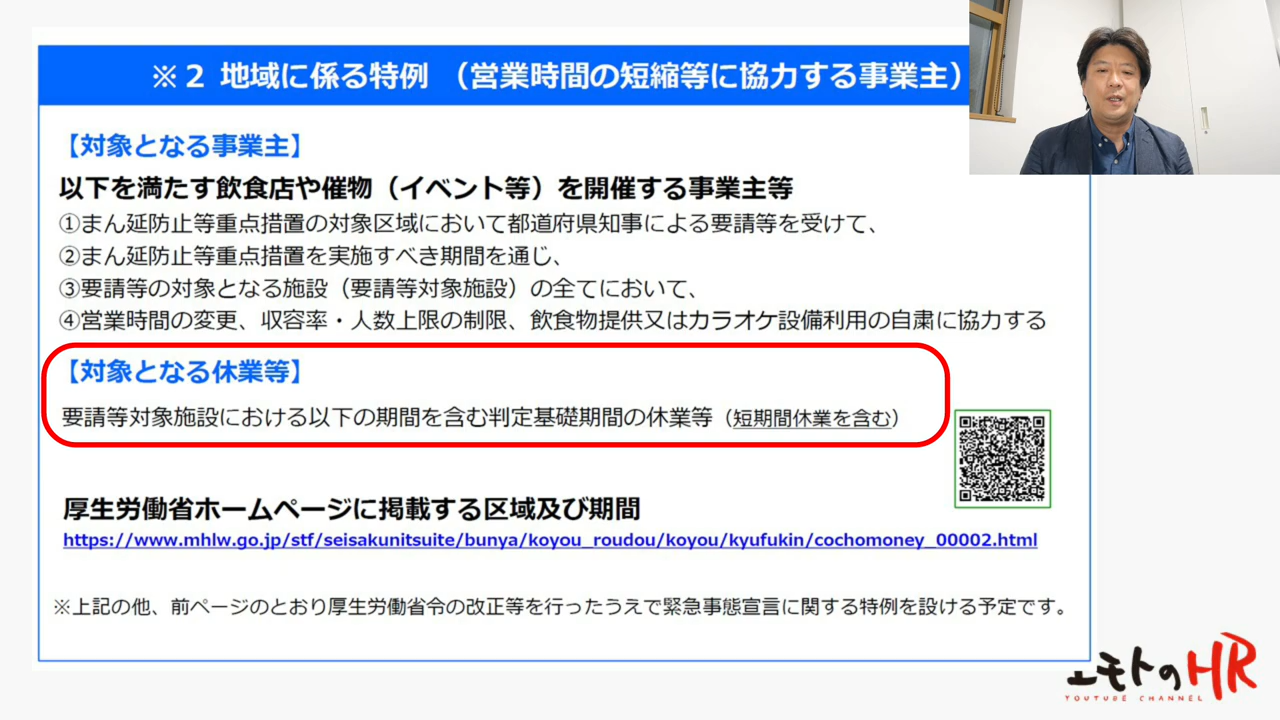 ※２ 地域に係る特例 （営業時間の短縮等に協力する事業主）
【対象となる事業主】
以下を満たす飲食店や催物（イベント等）を開催する事業主等
①まん延防止等重点措置の対象区域において都道府県知事による要請等を受けて、
②まん延防止等重点措置を実施すべき期間を通じ、
③要請等の対象となる施設（要請等対象施設）の全てにおいて、
④営業時間の変更、収容率・人数上限の制限、飲食物提供又はカラオケ設備利用の自粛に協力する
【対象となる休業等】
要請等対象施設における以下の期間を含む判定基礎期間の休業等（短期間休業を含む）
厚生労働省ホームページに掲載する区域及び期間
https://www.mhlw.go.jp/stf/seisakunitsuite/bunya/koyou_roudou/koyou/kyufukin/cochomoney_00002.html
※上記の他、前ページのとおり厚生労働省令の改正等を行ったうえで緊急事態宣言に関する特例を設ける予定です。
エモトのHR
YOUTUBE CHANNEL